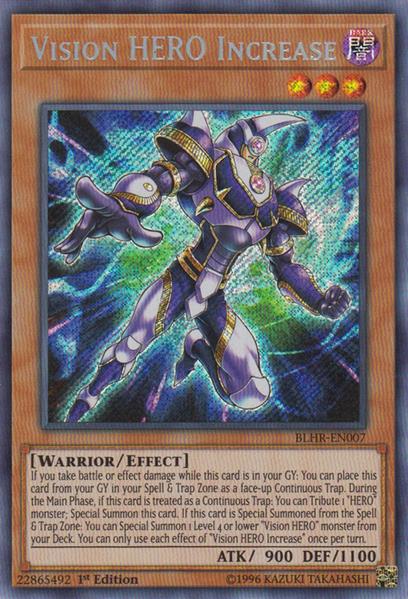 Vision HERO Increase
DARK
闇
BLHR-EN007
[Warrior/Effect]
If you take battle or effect damage while this card is in your GY: You can place
this card from your GY in your Spell & Trap Zone as a face-up Continuous Trap. During
the Main Phase, if this card is treated as a Continuous Trap: You can Tribute 1 "HERO"
monster; Special Summon this card. If this card is Special Summoned from the Spell
& Trap Zone: You can Special Summon 1 Level 4 or lower "Vision HERO" monster
from your Deck. You can only use each effect of "Vision HERO Increase" once per turn.
ATK/ 900 DEF/1100
22865492 1st Edition ©1996 KAZUKI TAKAHASHI